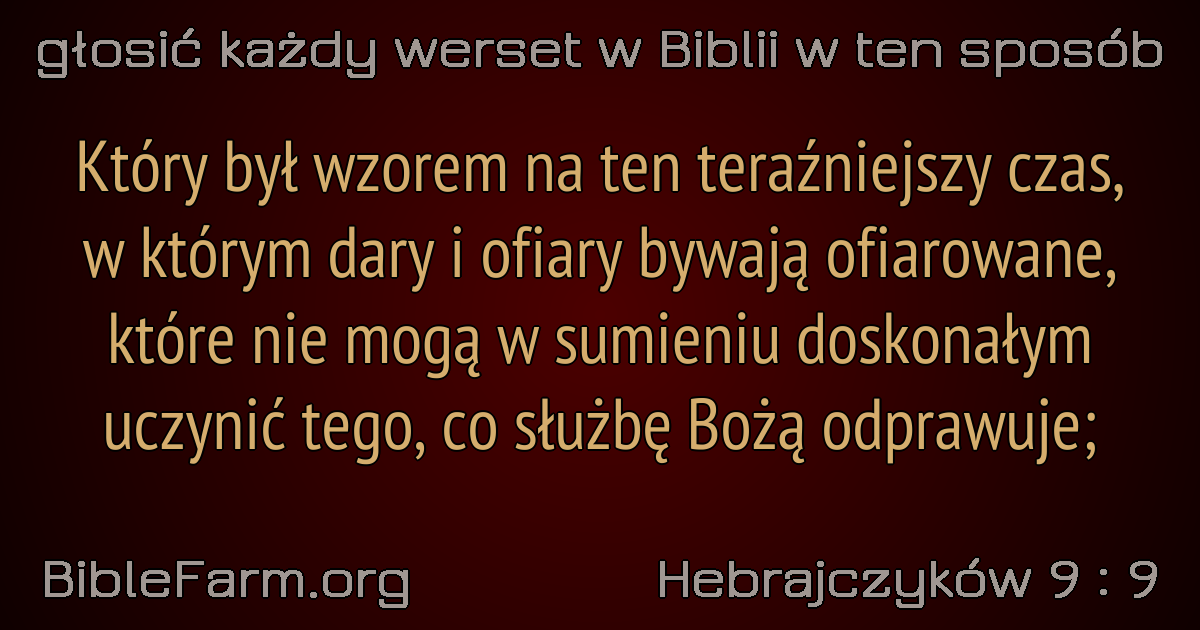 głosić każdy werset w Biblii w ten sposób
Który był wzorem na ten teraźniejszy czas,
w którym dary i ofiary bywają ofiarowane,
które nie mogą w sumieniu doskonałym
uczynić tego, co służbę Bożą odprawuje;
BibleFarm.org
Hebrajczyków 9 : 9